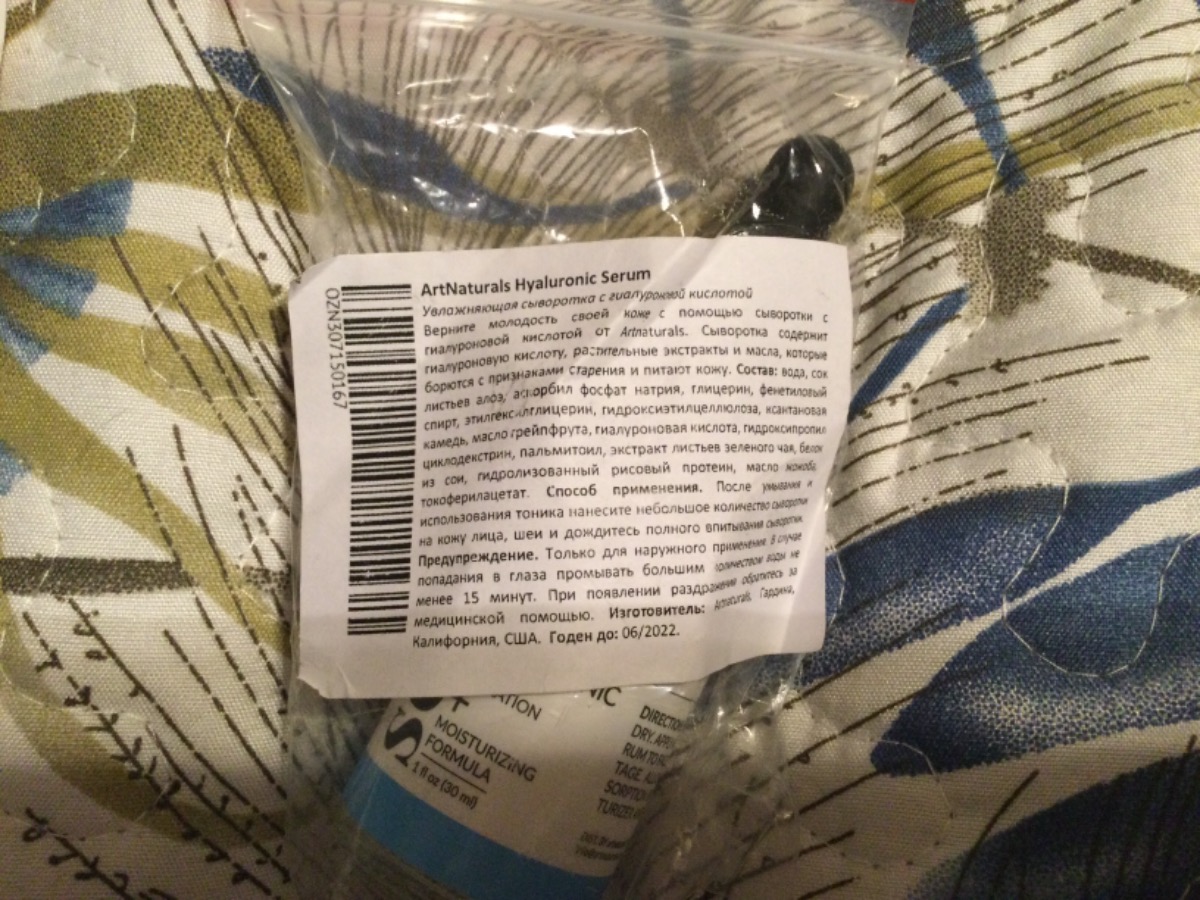 ArtNaturals Hyaluronic Serum
Увлажняющая сыворотка с гиалуроновой кислотой
Верните молодость своей коже с помощью сыворотки с
гиалуроновой кислотой от Artnaturals. Сыворотка содержит
гиалуроновую кислоту, растительные экстракты и масла, которые
борются с признаками старения и питают кожу. Состав: вода, сок
листьев алоэ, аскорбил фосфат натрия, глицерин, фенетиловый
спирт, этилгексилглицерин, гидроксиэтилцеллюлоза, ксантановая
камедь, масло грейпфрута, гиалуроновая кислота, гидроксипропил
циклодекстрин, пальмитоил, экстракт листьев зеленого чая, белок
из сои, гидролизованный рисовый протеин, масло жожоба,
токоферилацетат. Способ применения. После умывания и
использования тоника нанесите небольшое количество сыворотки
на кожу лица, шеи и дождитесь полного впитывания сыворотки.
Предупреждение. Только для наружного применения. В случае
попадания в глаза промывать большим количеством воды не
менее 15 минут. При появлении раздражения обратитесь за
медицинской помощью. Изготовитель: Artnaturals, Гардина,
Калифорния, США. Годен до: 06/2022.
OZN307150167
MOISTURIZING
FORMULA
1 fl oz (30 ml)